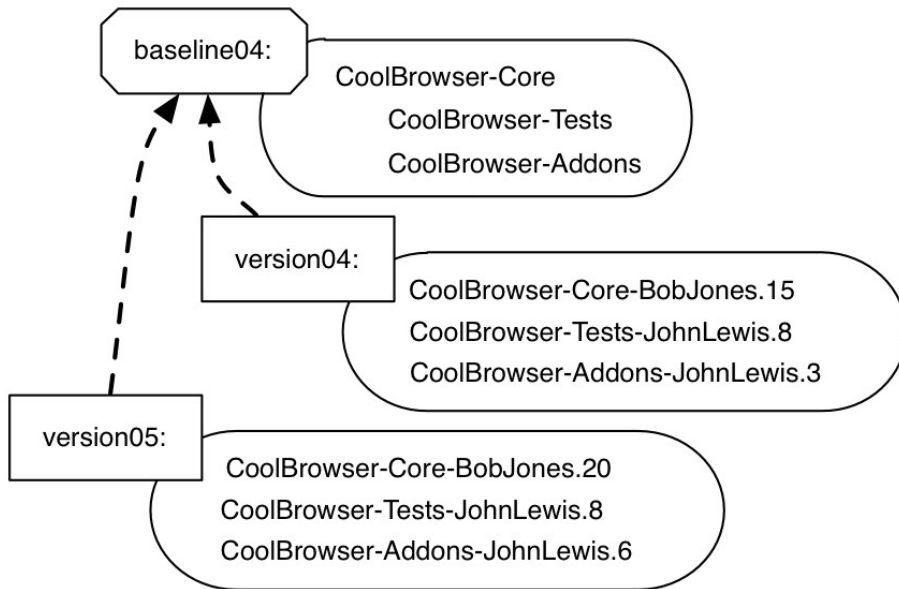 baseline04:
CoolBrowser-Core
CoolBrowser-Tests
CoolBrowser-Addons
version04:
CoolBrowser-Core-BobJones.15
CoolBrowser-Tests-JohnLewis.8
CoolBrowser-Addons-JohnLewis.3
version05:
CoolBrowser-Core-BobJones.20
CoolBrowser-Tests-JohnLewis.8
CoolBrowser-Addons-JohnLewis.6